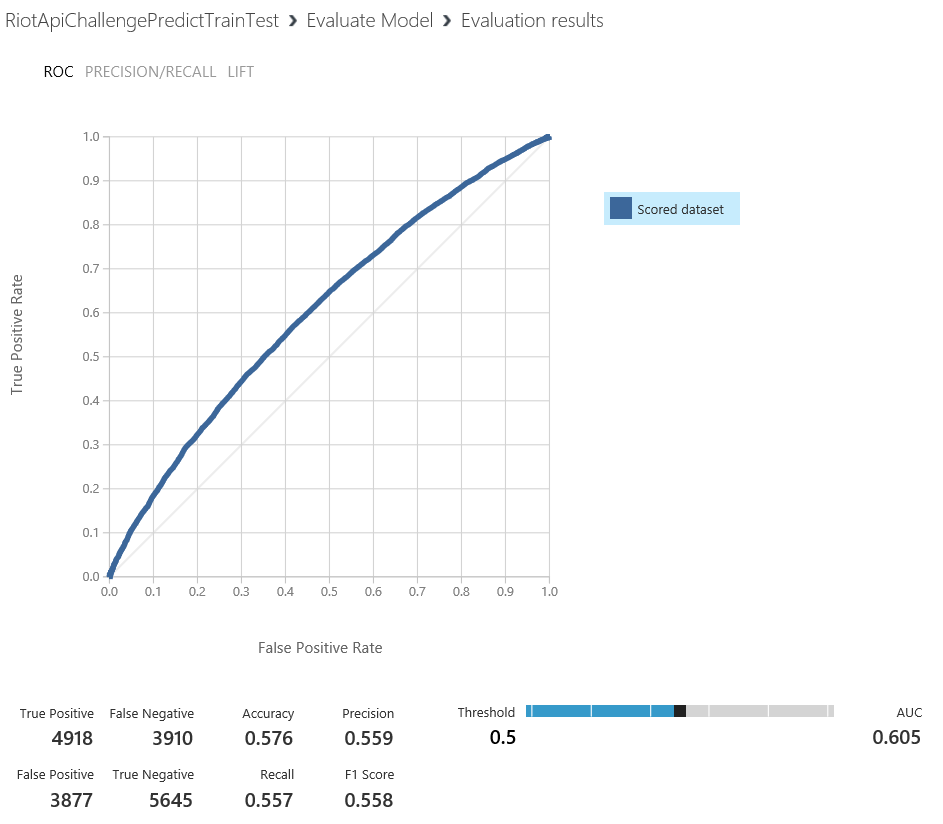 RiotApiChallengePredictTrainTest › Evaluate Model › Evaluation results
ROC PRECISION/RECALL LIFT
1.0
0.9
0.8
0.7
0.6
0.5
0.4
0.3
0.2
0.1
0.0
0.0 0.1 0.2 0.3 0.4 0.5 0.6 0.7 0.8 0.9 1.0
True Positive Rate
False Positive Rate
Scored dataset
True Positive False Negative Accuracy Precision Threshold AUC
4918 3910 0.576 0.559 0.5 0.605
False Positive True Negative Recall F1 Score
3877 5645 0.557 0.558